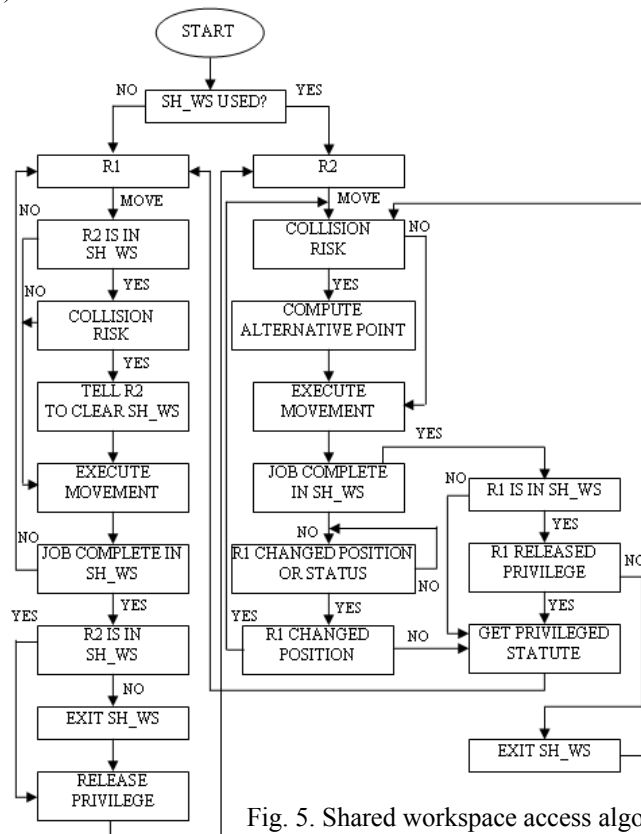 )
START
NO
YES
SH_WS USED?
R1
MOVE
NO
R2 IS IN
SH_WS
YES
NO
COLLISION
RISK
YES
TELL R2
TO CLEAR SH_WS
EXECUTE
MOVEMENT
NO
JOB COMPLETE IN
SH_WS
YES
YES
R2 IS IN
SH_WS
NO
EXIT SH_WS
RELEASE
PRIVILEGE
R2
MOVE
COLLISION
RISK
NO
YES
COMPUTE
ALTERNATIVE POINT
EXECUTE
MOVEMENT
YES
JOB COMPLETE
IN SH_WS
NO
R1 CHANGED POSITION
OR STATUS
NO
YES
YES
R1 CHANGED
POSITION
NO
NO
R1 IS IN SH_WS
YES
R1 RELEASED
PRIVILEGE
NO
YES
GET PRIVILEGED
STATUTE
EXIT SH_WS
Fig. 5. Shared workspace access algo